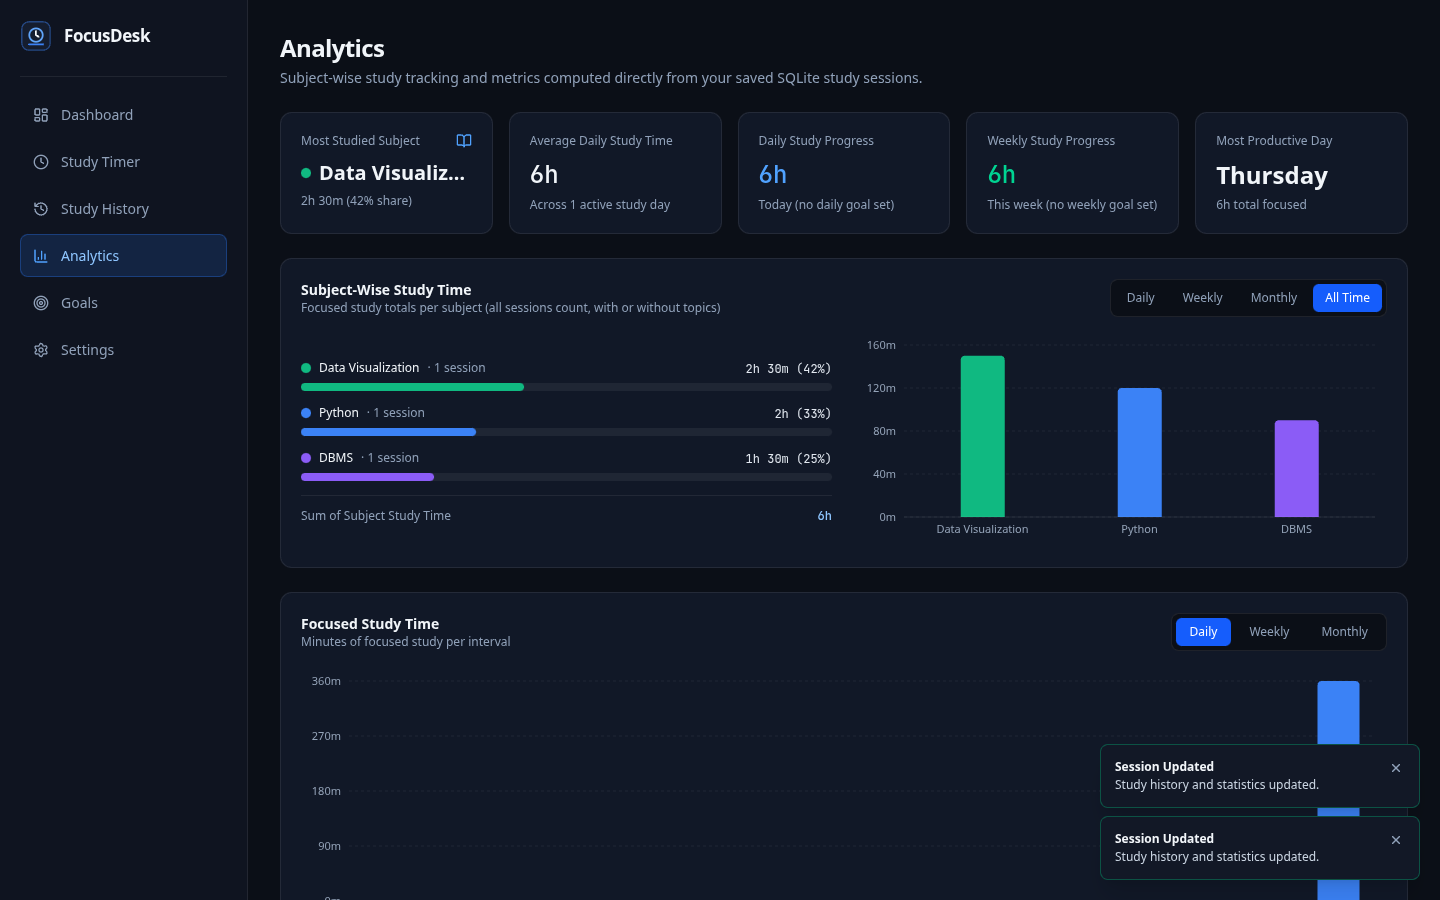 FocusDesk
Dashboard
Study Timer
Study History
Analytics
Goals
Settings
Analytics
Subject-wise study tracking and metrics computed directly from your saved SQLite study sessions.
Most Studied Subject
Data Visualiz...
2h 30m (42% share)
Average Daily Study Time
6h
Across 1 active study day
Daily Study Progress
6h
Today (no daily goal set)
Weekly Study Progress
6h
This week (no weekly goal set)
Most Productive Day
Thursday
6h total focused
Subject-Wise Study Time
Focused study totals per subject (all sessions count, with or without topics)
Daily Weekly Monthly All Time
Data Visualization · 1 session 2h 30m (42%)
Python · 1 session 2h (33%)
DBMS · 1 session 1h 30m (25%)
Sum of Subject Study Time 6h
160m
120m
80m
40m
0m
Data Visualization Python DBMS
Focused Study Time
Minutes of focused study per interval
Daily Weekly Monthly
360m
270m
180m
90m
Session Updated
Study history and statistics updated.
Session Updated
Study history and statistics updated.